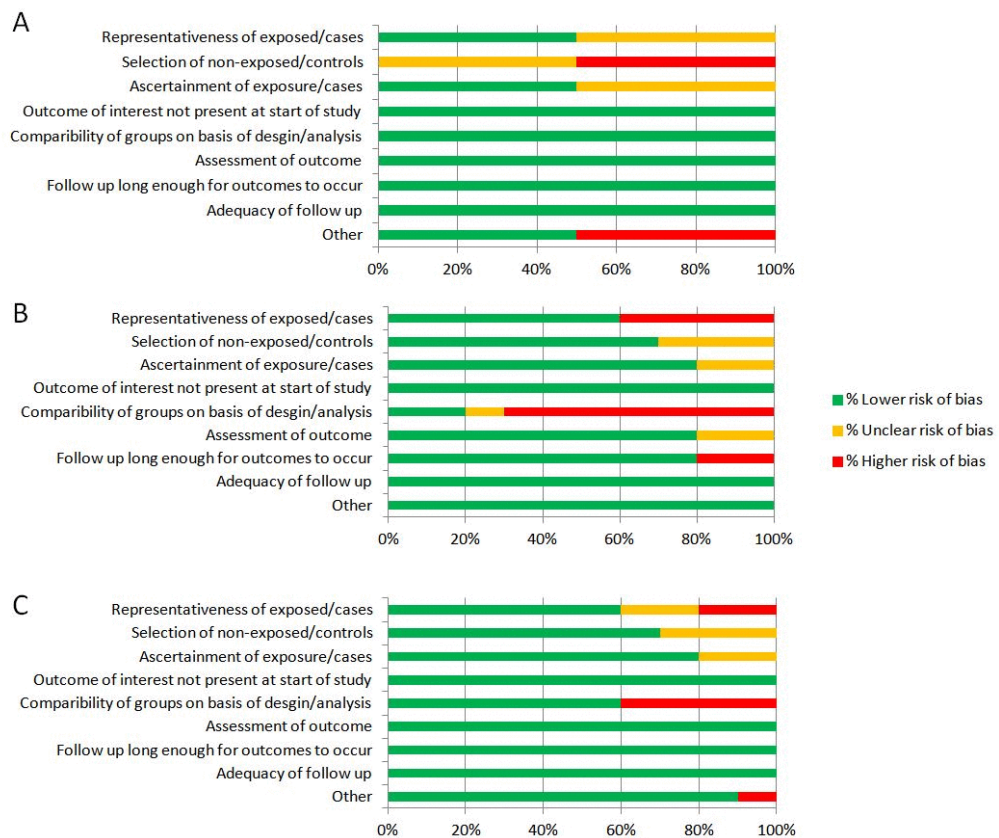 A
Representativeness of exposed/cases
Selection of non-exposed/controls
Ascertainment of exposure/cases
Outcome of interest not present at start of study
Comparibility of groups on basis of desgin/analysis
Assessment of outcome
Follow up long enough for outcomes to occur
Adequacy of follow up
Other
0% 20% 40% 60% 80% 100%
B
Representativeness of exposed/cases
Selection of non-exposed/controls
Ascertainment of exposure/cases
Outcome of interest not present at start of study
Comparibility of groups on basis of desgin/analysis
Assessment of outcome
Follow up long enough for outcomes to occur
Adequacy of follow up
Other
0% 20% 40% 60% 80% 100%
% Lower risk of bias
% Unclear risk of bias
% Higher risk of bias
C
Representativeness of exposed/cases
Selection of non-exposed/controls
Ascertainment of exposure/cases
Outcome of interest not present at start of study
Comparibility of groups on basis of desgin/analysis
Assessment of outcome
Follow up long enough for outcomes to occur
Adequacy of follow up
Other
0% 20% 40% 60% 80% 100%